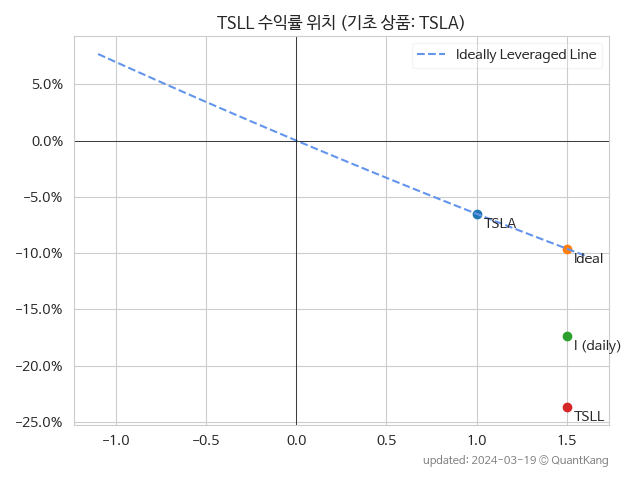 TSLL 수익률 위치 (기초 상품: TSLA)
Ideally Leveraged Line
5.0%
0.0%
−5.0%
−10.0%
−15.0%
−20.0%
−25.0%
TSLA
Ideal
I (daily)
TSLL
−1.0
−0.5
0.0
0.5
1.0
1.5
updated: 2024-03-19 © QuantKang